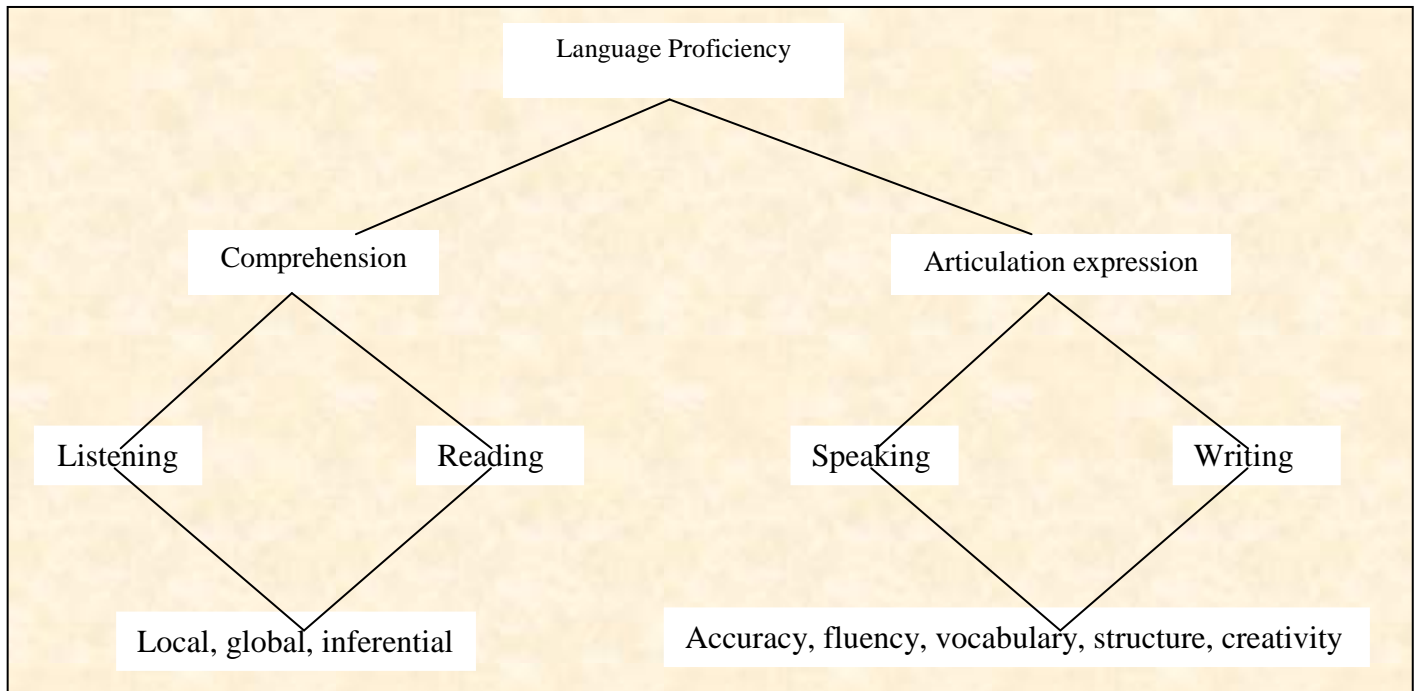 Language Proficiency
Comprehension
Articulation expression
Listening
Reading
Speaking
Writing
Local, global, inferential
Accuracy, fluency, vocabulary, structure, creativity